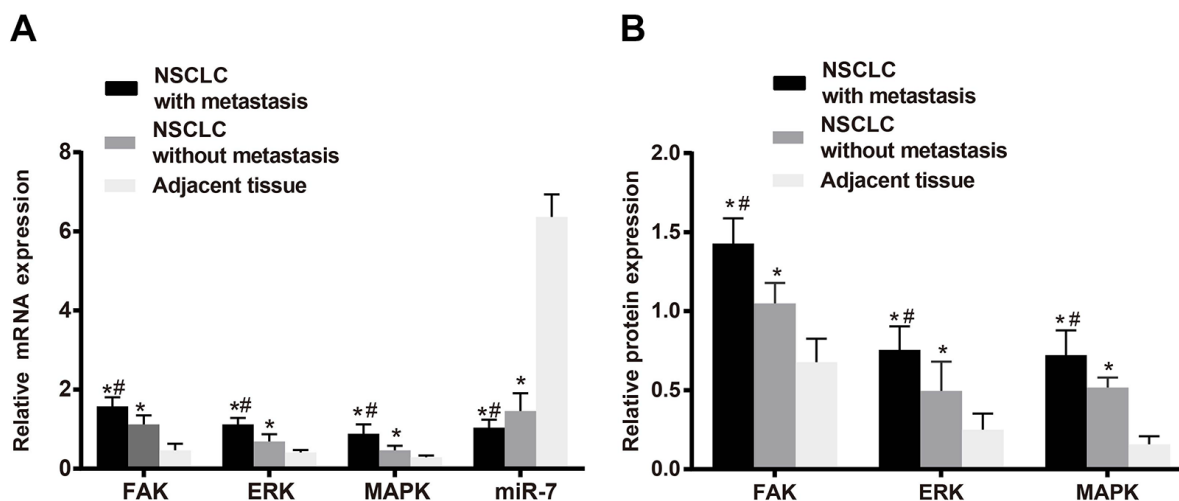 A
NSCLC
with metastasis
NSCLC
without metastasis
Adjacent tissue
Relative mRNA expression
8
6
4
2
0
*#
*
*#
*
*#
*
*#
*
FAK
ERK
MAPK
miR-7
B
NSCLC
with metastasis
NSCLC
without metastasis
Adjacent tissue
Relative protein expression
2.0
1.5
1.0
0.5
0.0
*#
*
*#
*
*#
*
FAK
ERK
MAPK